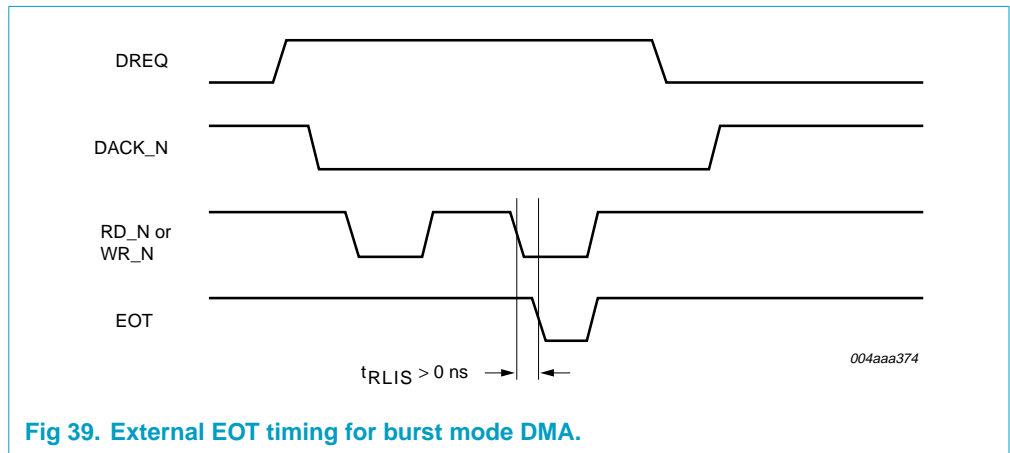 DREQ
DACK_N
RD_N or
WR_N
EOT
004aaa374
tRLIS > 0 ns
Fig 39. External EOT timing for burst mode DMA.